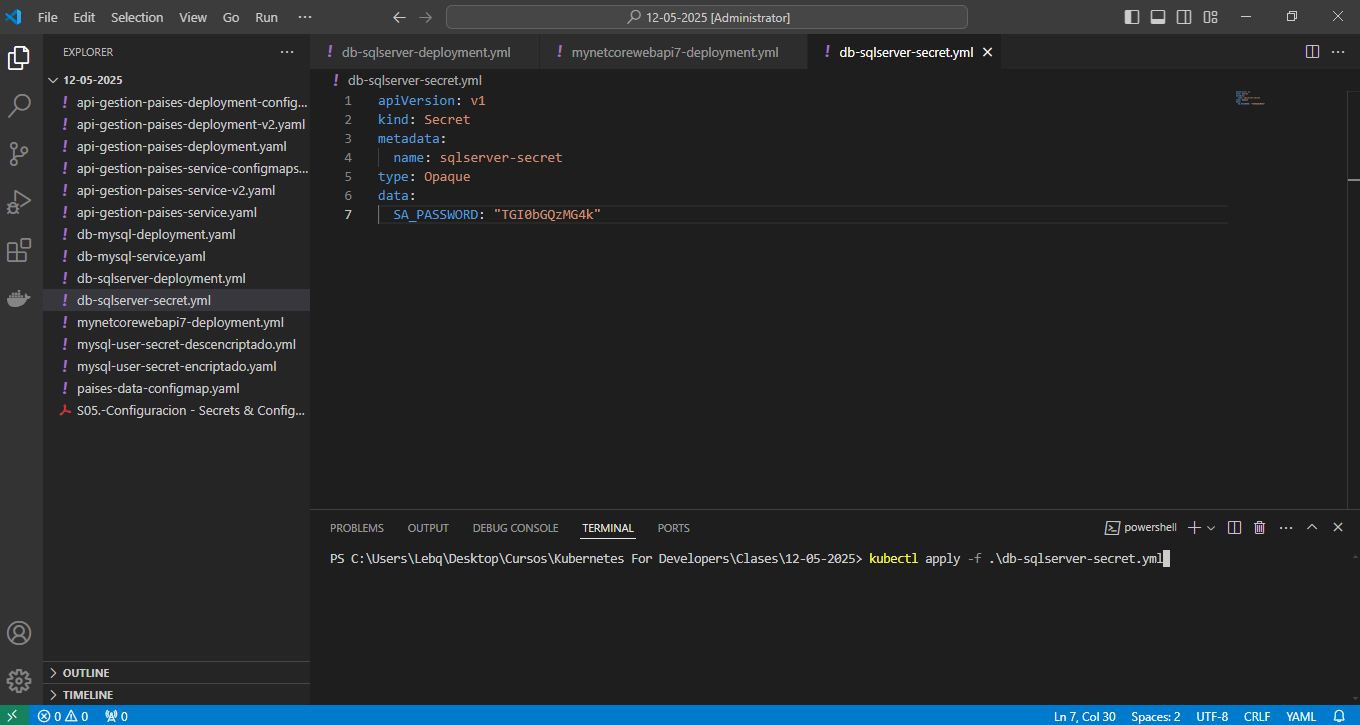 File Edit Selection View Go Run ···
12-05-2025 [Administrator]
EXPLORER ···
12-05-2025
! api-gestion-paises-deployment-config...
! api-gestion-paises-deployment-v2.yaml
! api-gestion-paises-deployment.yaml
! api-gestion-paises-service-configmaps...
! api-gestion-paises-service-v2.yaml
! api-gestion-paises-service.yaml
! db-mysql-deployment.yaml
! db-mysql-service.yaml
! db-sqlserver-deployment.yml
! db-sqlserver-secret.yml
! mynetcorewebapi7-deployment.yml
! mysql-user-secret-descencriptado.yml
! mysql-user-secret-encriptado.yaml
! paises-data-configmap.yaml
S05.-Configuracion - Secrets & Config...
OUTLINE
TIMELINE
! db-sqlserver-deployment.yml ! mynetcorewebapi7-deployment.yml ! db-sqlserver-secret.yml
! db-sqlserver-secret.yml
1 apiVersion: v1
2 kind: Secret
3 metadata:
4 name: sqlserver-secret
5 type: Opaque
6 data:
7 SA_PASSWORD: "TGI0bGQzMG4k"
PROBLEMS OUTPUT DEBUG CONSOLE TERMINAL PORTS
powershell
PS C:\Users\Lebq\Desktop\Cursos\Kubernetes For Developers\Clases\12-05-2025> kubectl apply -f .\db-sqlserver-secret.yml
0 0 0 Ln 7, Col 30 Spaces: 2 UTF-8 CRLF YAML